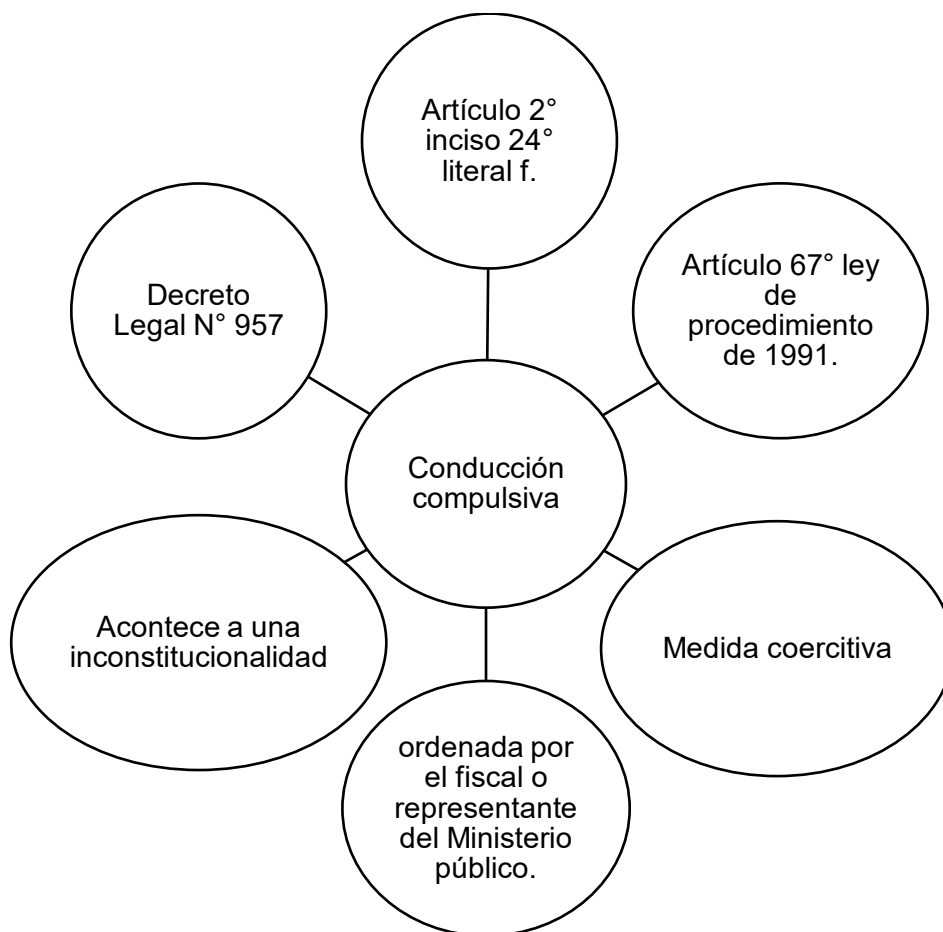 Artículo 2°
inciso 24°
literal f.
Decreto
Legal N° 957
Artículo 67° ley
de
procedimiento
de 1991.
Conducción
compulsiva
Acontece a una
inconstitucionalidad
Medida coercitiva
ordenada por
el fiscal o
representante
del Ministerio
público.